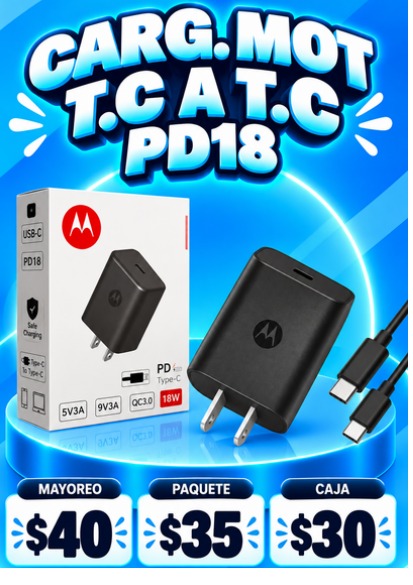 CARG. MOT
T.C A T.C
PD18
USB-C
PD18
Safe
Charging
Type-C
To Type-C
PD
Type-C
5V3A
9V3A
QC3.0
18W
MAYOREO
PAQUETE
CAJA
$40
$35
$30